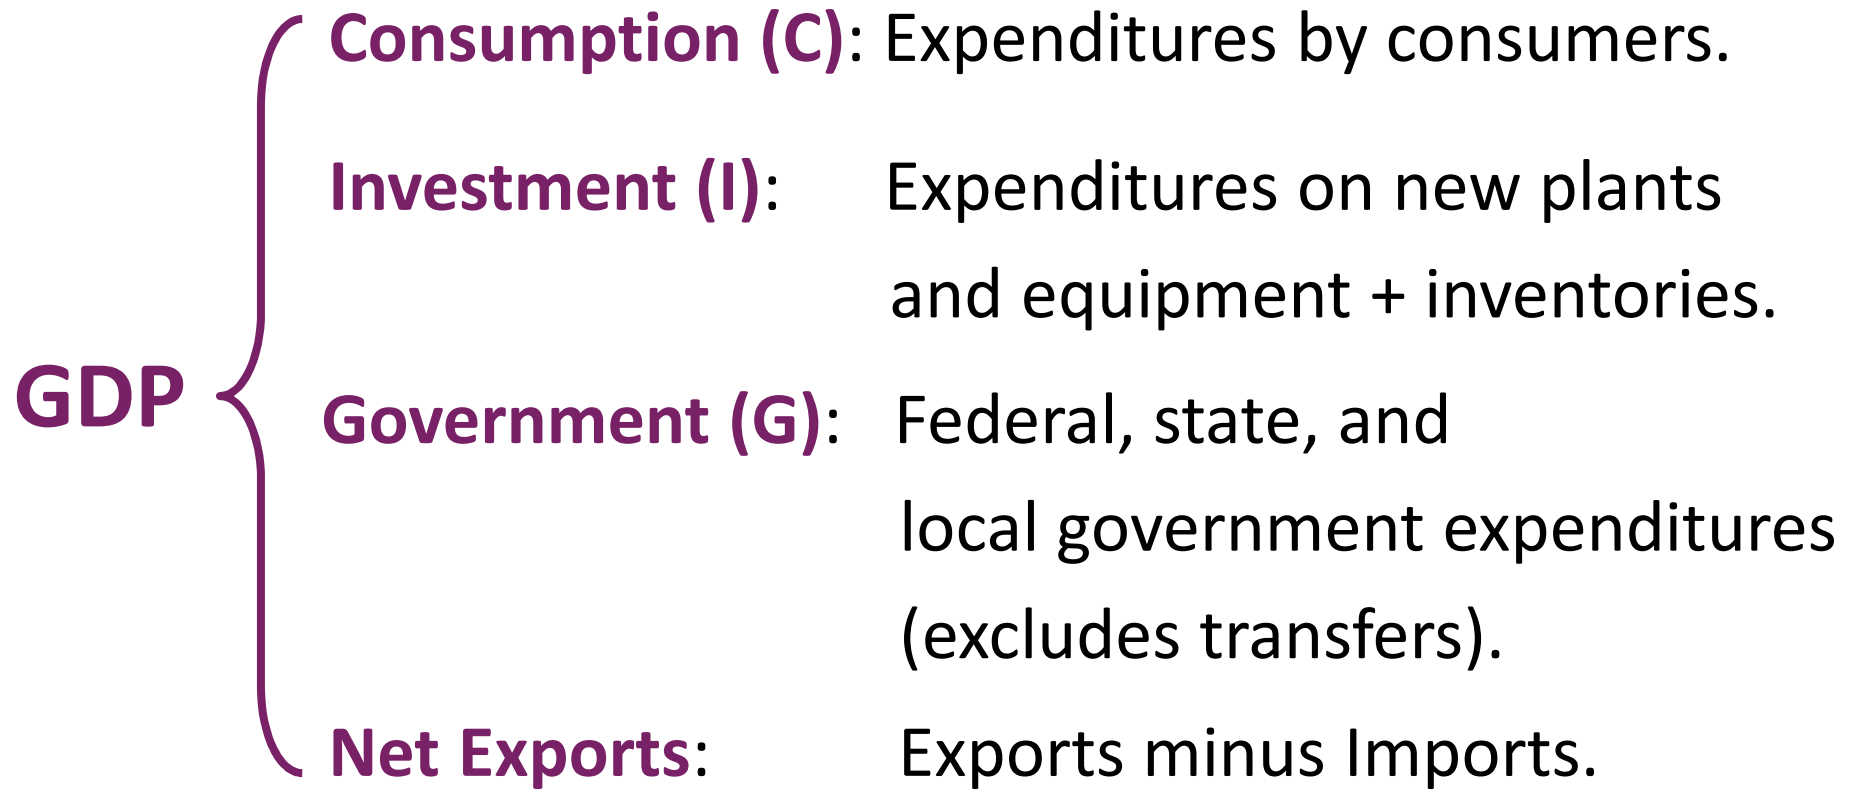 Consumption (C): Expenditures by consumers.
Investment (I): Expenditures on new plants
and equipment + inventories.
GDP
Government (G): Federal, state, and
local government expenditures
(excludes transfers).
Net Exports: Exports minus Imports.